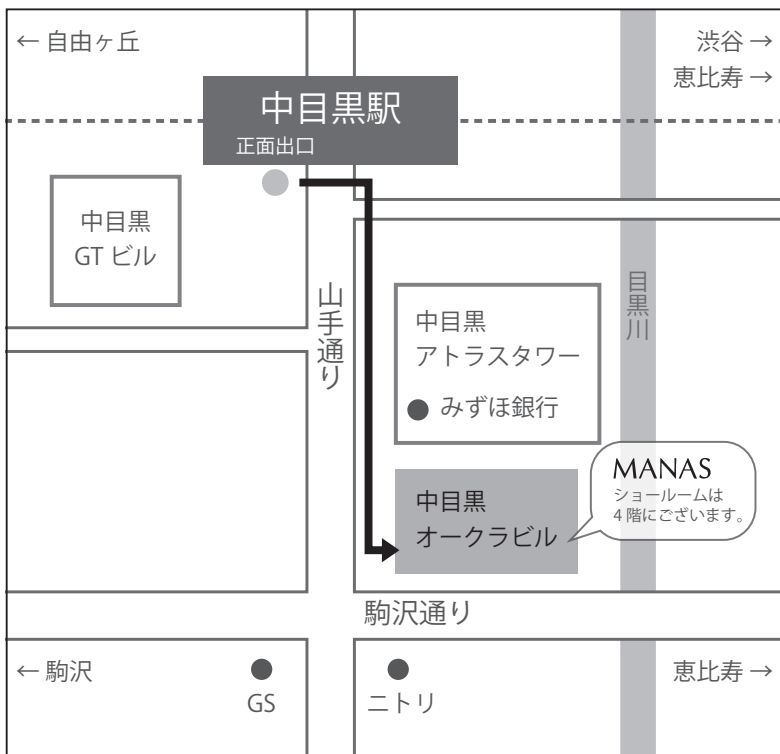 ← 自由ヶ丘
渋谷 →
恵比寿 →
中目黒駅
正面出口
中目黒
GT ビル
山手通り
中目黒
アトラスタワー
みずほ銀行
目黒川
中目黒
オークラビル
MANAS
ショールームは
4 階にございます。
駒沢通り
← 駒沢
GS
ニトリ
恵比寿 →